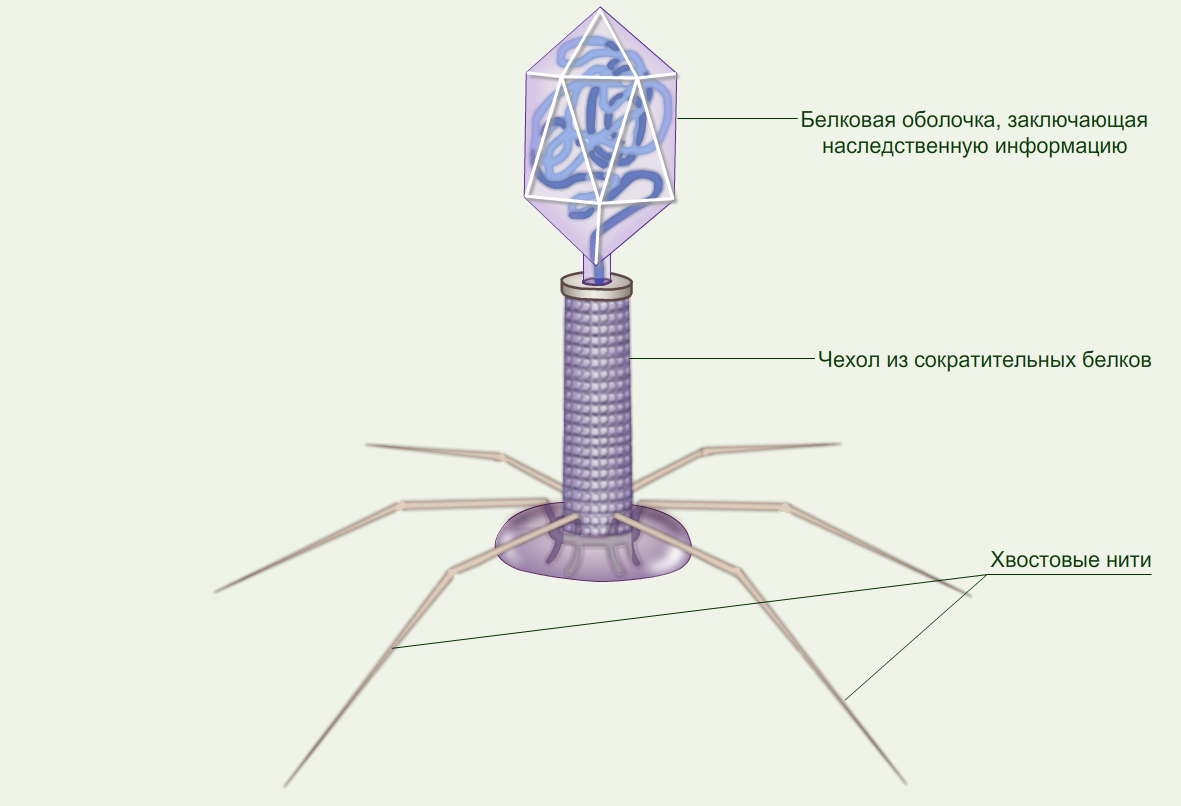 Белковая оболочка, заключающая
наследственную информацию
Чехол из сократительных белков
Хвостовые нити